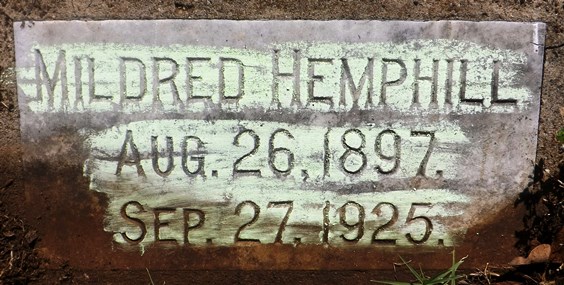 MILDRED HEMPHILL
AUG. 26, 1897.
SEP. 27, 1925.